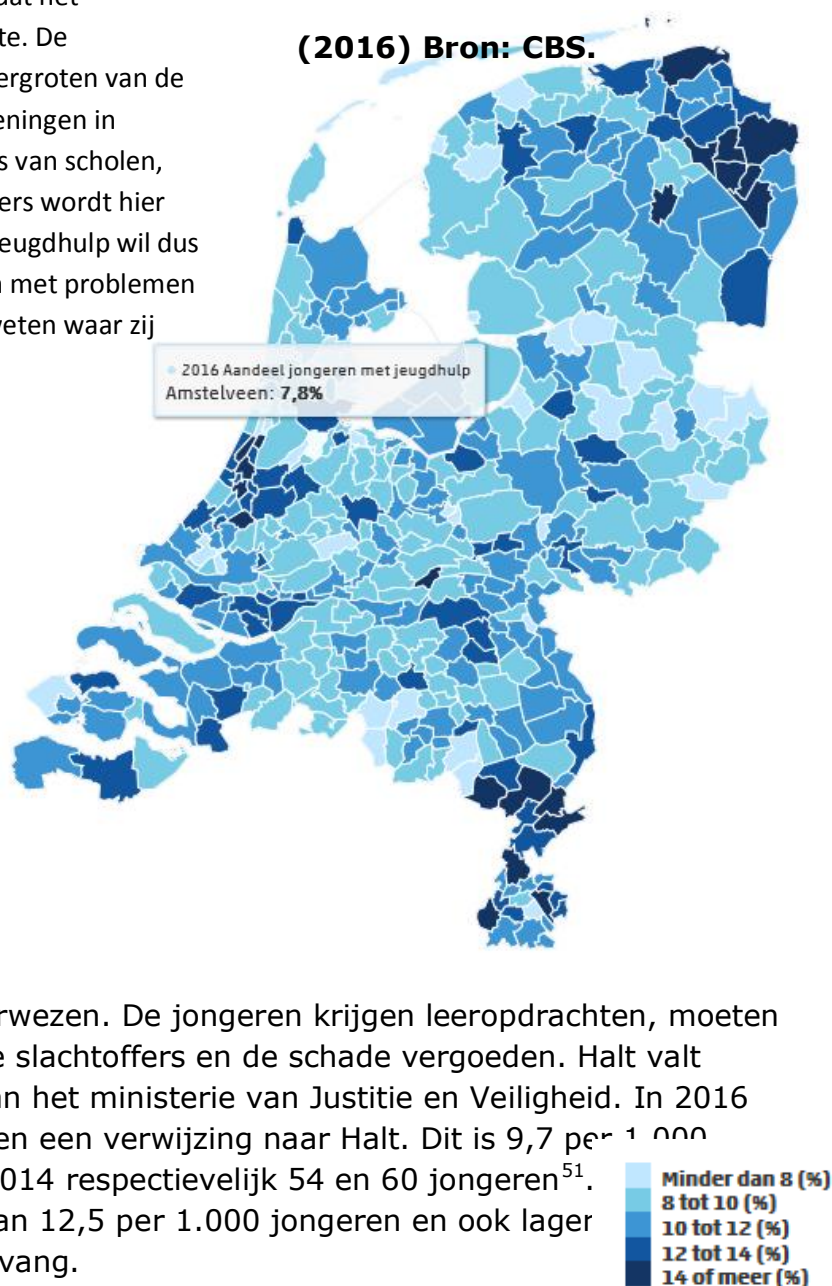 dat het
te. De
(2016) Bron: CBS.
ergroten van de
eningen in
s van scholen,
ers wordt hier
eugdhulp wil dus
met problemen
weten waar zij
2016 Aandeel jongeren met jeugdhulp
Amstelveen: 7,8%
rwezen. De jongeren krijgen leeropdrachten, moeten
e slachtoffers en de schade vergoeden. Halt valt
an het ministerie van Justitie en Veiligheid. In 2016
en een verwijzing naar Halt. Dit is 9,7 per 1.000
014 respectievelijk 54 en 60 jongeren51.
an 12,5 per 1.000 jongeren en ook lager
vang.
Minder dan 8 (%)
8 tot 10 (%)
10 tot 12 (%)
12 tot 14 (%)
14 of meer (%)